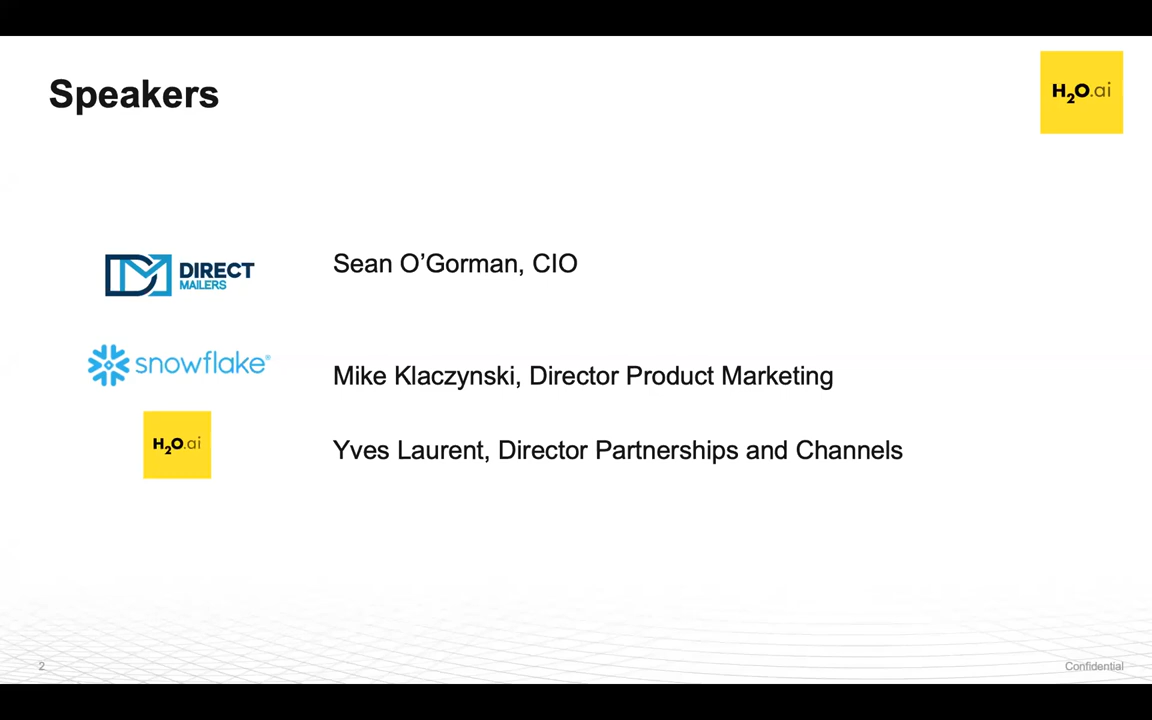 Speakers
H2O.ai
DIRECT
MAILERS
Sean O’Gorman, CIO
snowflake®
Mike Klaczynski, Director Product Marketing
H2O.ai
Yves Laurent, Director Partnerships and Channels
2
Confidential